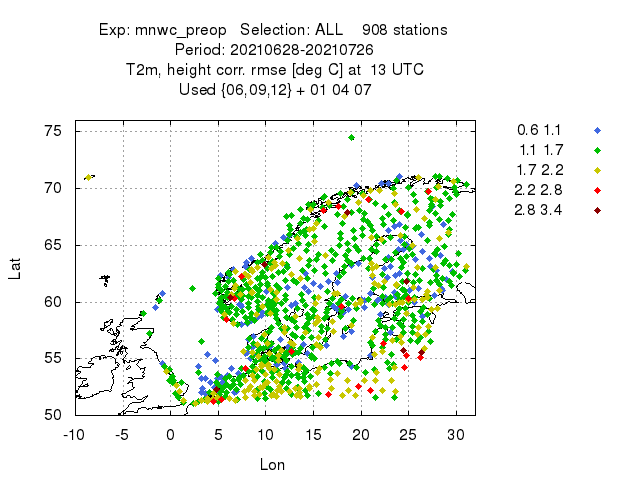 Exp: mnwc_preop   Selection: ALL    908 stations
Period: 20210628-20210726
T2m, height corr. rmse [deg C] at  13 UTC
Used {06,09,12} + 01 04 07
0.6 1.1
1.1 1.7
1.7 2.2
2.2 2.8
2.8 3.4
Lat
75
70
65
60
55
50
-10 -5 0 5 10 15 20 25 30
Lon